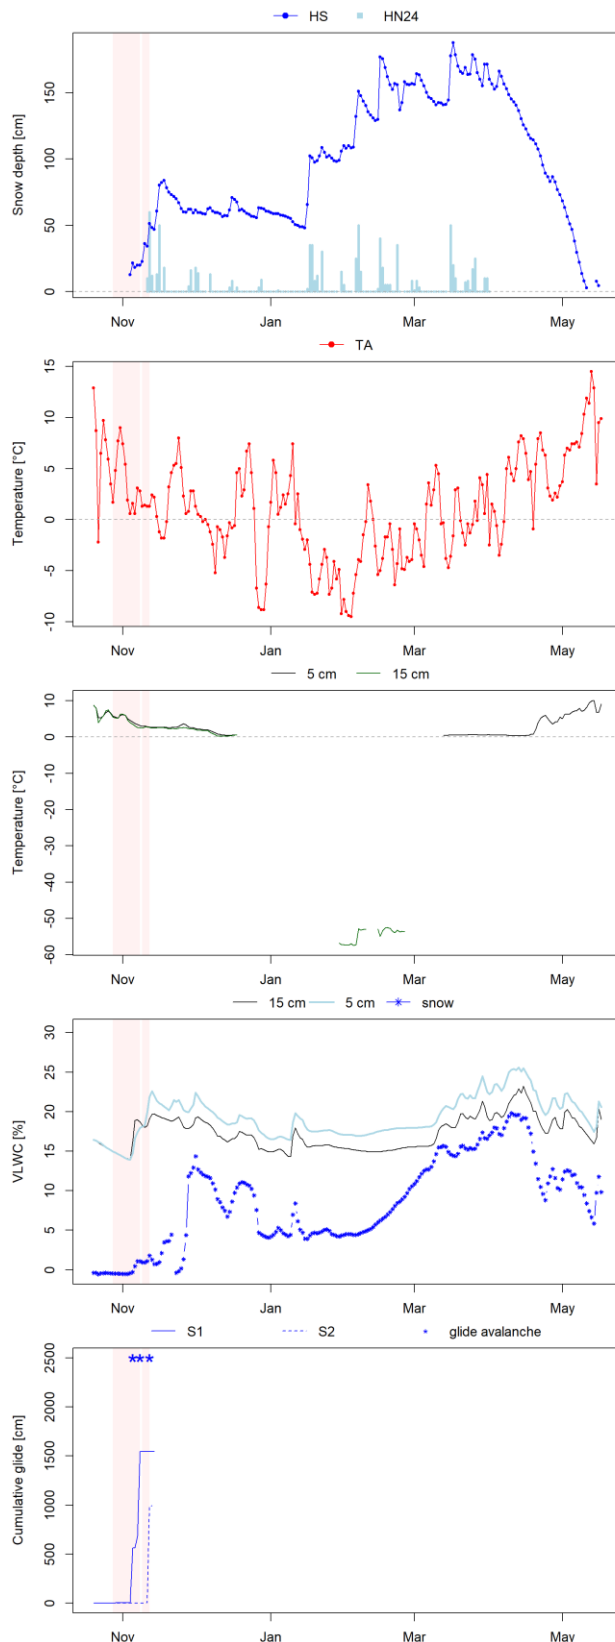 HS HN24
Snow depth [cm]
150
100
50
0
Nov Jan Mar May
TA
Temperature [°C]
15
10
5
0
-5
-10
Nov Jan Mar May
5 cm 15 cm
Temperature [°C]
10
0
-10
-20
-30
-40
-50
-60
Nov Jan Mar May
15 cm 5 cm snow
VLWC [%]
30
25
20
15
10
5
0
Nov Jan Mar May
S1 S2 glide avalanche
Cumulative glide [cm]
2500
2000
1500
1000
500
0
Nov Jan Mar May